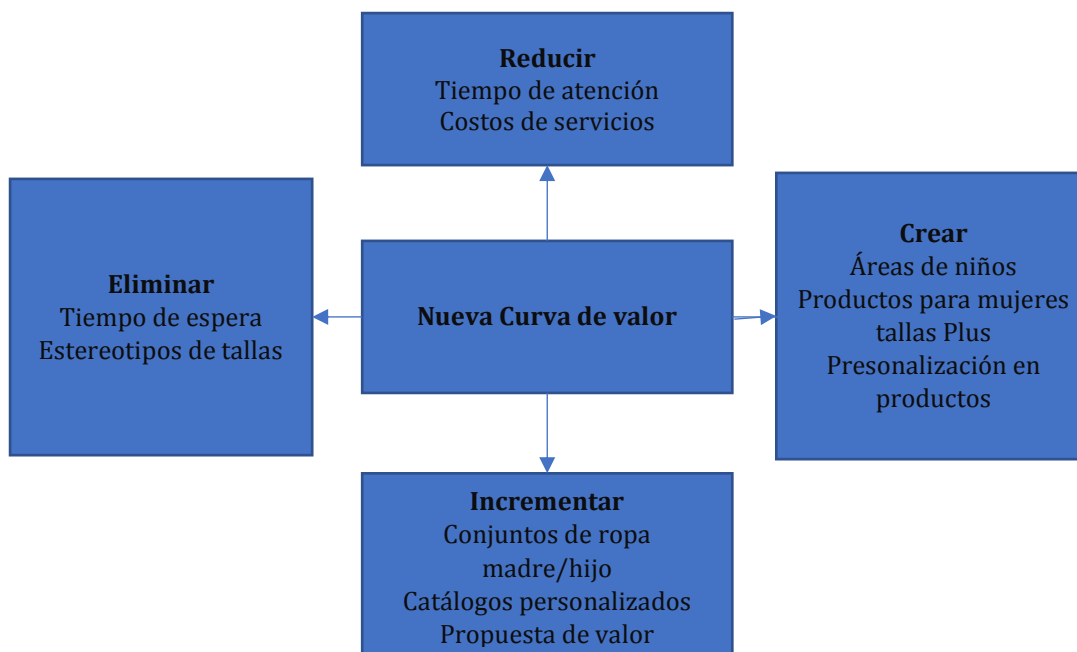 Reducir
Tiempo de atención
Costos de servicios
Eliminar
Tiempo de espera
Estereotipos de tallas
Nueva Curva de valor
Crear
Áreas de niños
Productos para mujeres
tallas Plus
Presonalización en
productos
Incrementar
Conjuntos de ropa
madre/hijo
Catálogos personalizados
Propuesta de valor